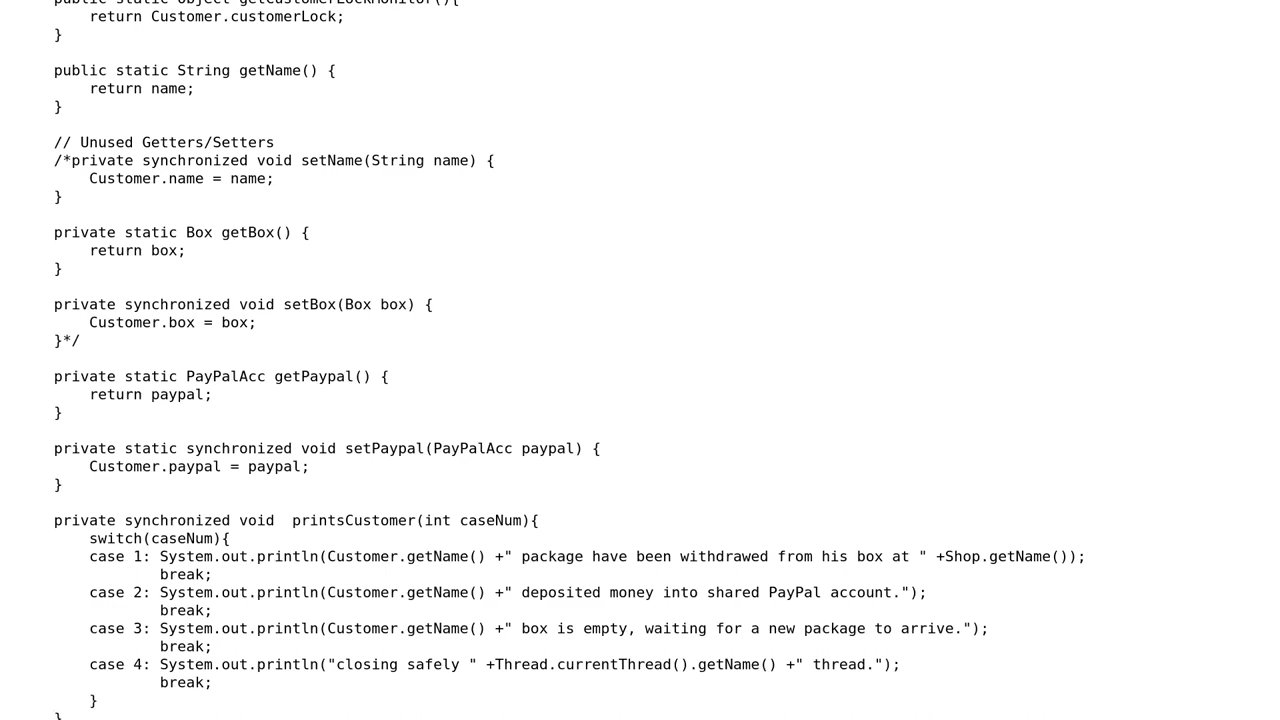 public static Object getCustomerLockMonitor(){
    return Customer.customerLock;
}

public static String getName() {
    return name;
}

// Unused Getters/Setters
/*private synchronized void setName(String name) {
    Customer.name = name;
}

private static Box getBox() {
    return box;
}

private synchronized void setBox(Box box) {
    Customer.box = box;
}*/

private static PayPalAcc getPaypal() {
    return paypal;
}

private static synchronized void setPaypal(PayPalAcc paypal) {
    Customer.paypal = paypal;
}

private synchronized void  printsCustomer(int caseNum){
    switch(caseNum){
    case 1: System.out.println(Customer.getName() +" package have been withdrawed from his box at " +Shop.getName());
            break;
    case 2: System.out.println(Customer.getName() +" deposited money into shared PayPal account.");
            break;
    case 3: System.out.println(Customer.getName() +" box is empty, waiting for a new package to arrive.");
            break;
    case 4: System.out.println("closing safely " +Thread.currentThread().getName() +" thread.");
            break;
    }
}